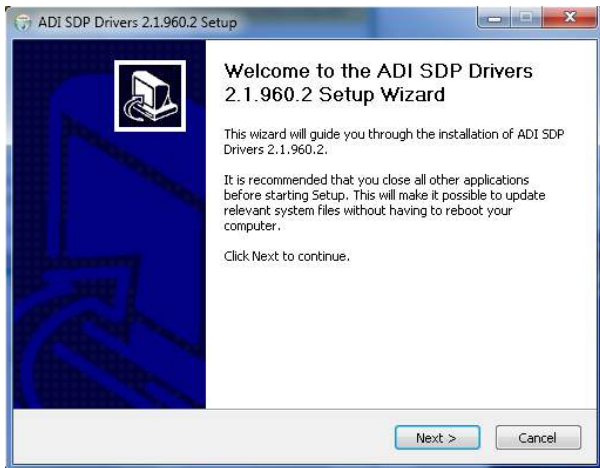 ADI SDP Drivers 2.1.960.2 Setup
Welcome to the ADI SDP Drivers
2.1.960.2 Setup Wizard
This wizard will guide you through the installation of ADI SDP
Drivers 2.1.960.2.
It is recommended that you close all other applications
before starting Setup. This will make it possible to update
relevant system files without having to reboot your
computer.
Click Next to continue.
Next >
Cancel